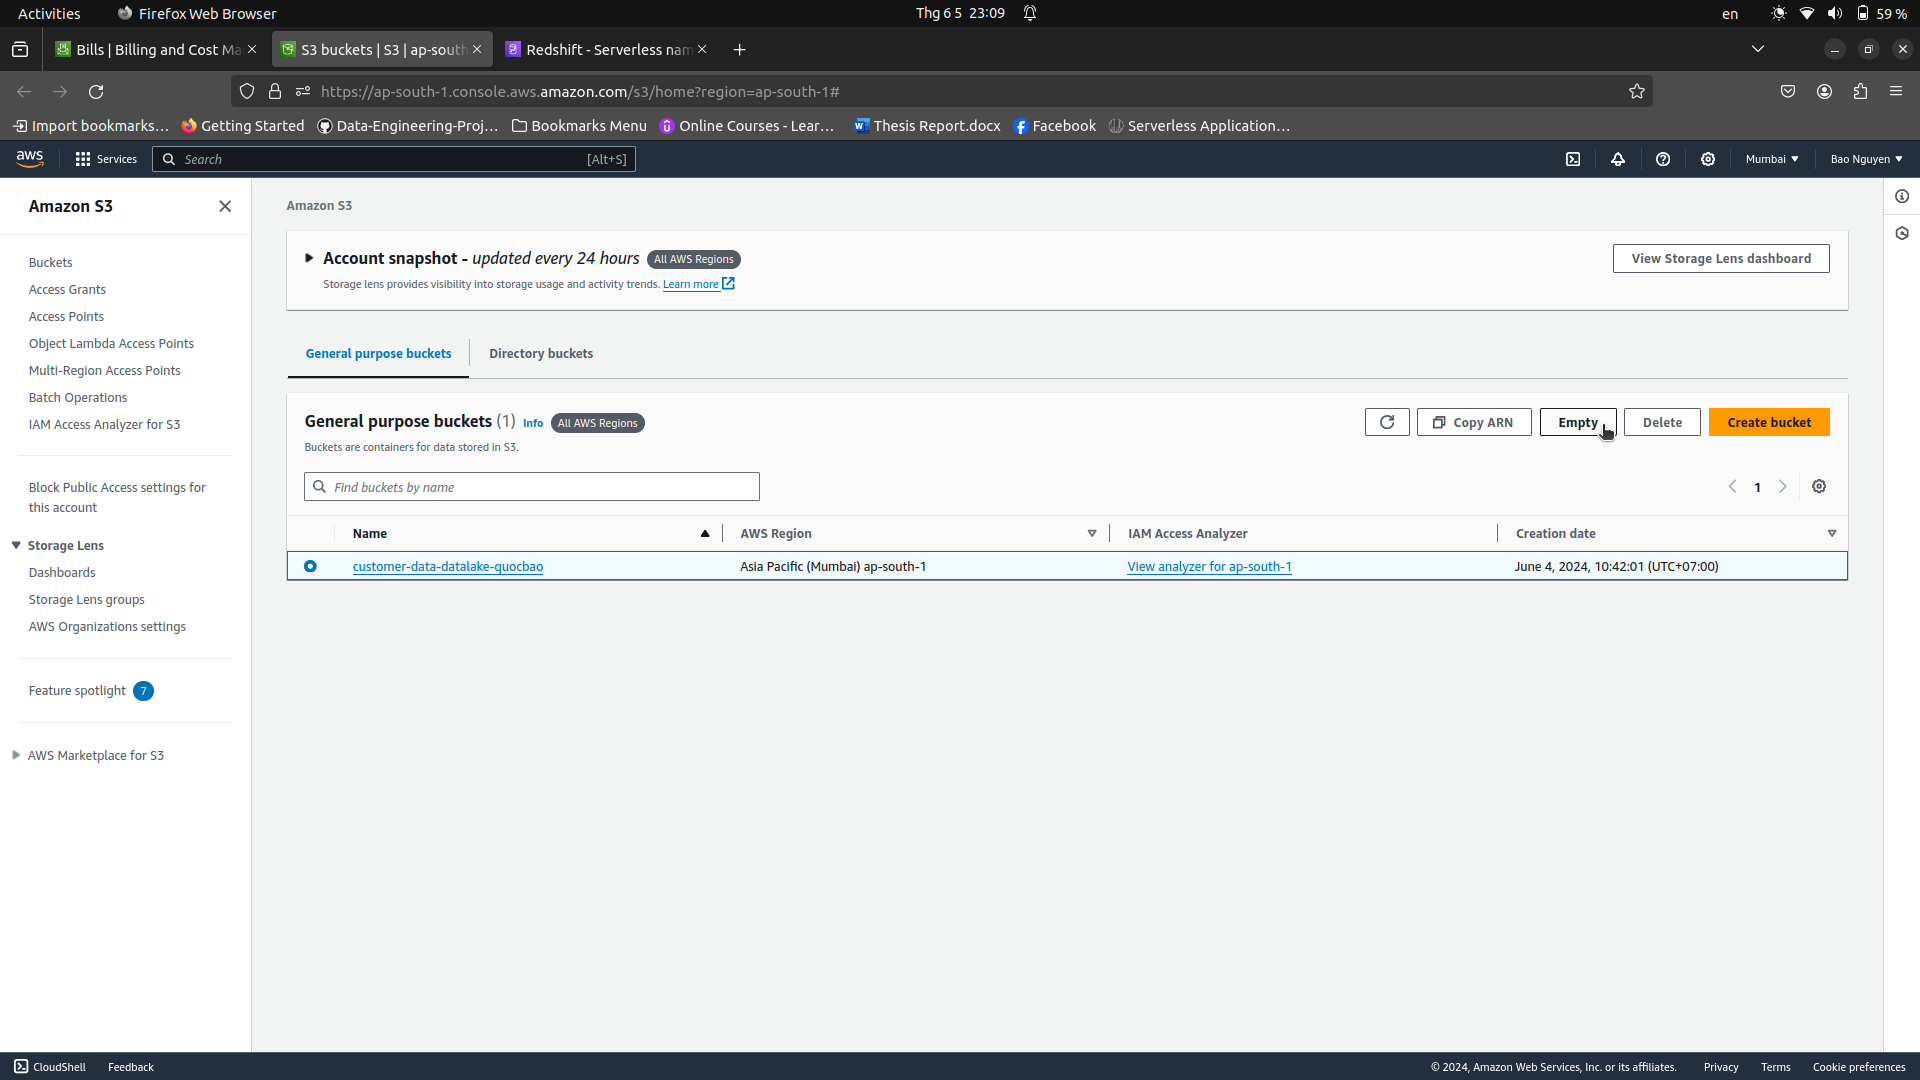 Activities Firefox Web Browser Thg 6 5 23:09 en 59 %
Bills | Billing and Cost Ma S3 buckets | S3 | ap-south Redshift - Serverless nam
https://ap-south-1.console.aws.amazon.com/s3/home?region=ap-south-1#
Import bookmarks... Getting Started Data-Engineering-Proj... Bookmarks Menu Online Courses - Lear... Thesis Report.docx Facebook Serverless Application...
aws Services Search [Alt+S] Mumbai Bao Nguyen
Amazon S3
Buckets
Access Grants
Access Points
Object Lambda Access Points
Multi-Region Access Points
Batch Operations
IAM Access Analyzer for S3
Block Public Access settings for
this account
Storage Lens
Dashboards
Storage Lens groups
AWS Organizations settings
Feature spotlight 7
AWS Marketplace for S3
Amazon S3
Account snapshot - updated every 24 hours All AWS Regions View Storage Lens dashboard
Storage lens provides visibility into storage usage and activity trends. Learn more
General purpose buckets Directory buckets
General purpose buckets (1) Info All AWS Regions Copy ARN Empty Delete Create bucket
Buckets are containers for data stored in S3.
Find buckets by name 1
Name AWS Region IAM Access Analyzer Creation date
customer-data-datalake-quocbao Asia Pacific (Mumbai) ap-south-1 View analyzer for ap-south-1 June 4, 2024, 10:42:01 (UTC+07:00)
CloudShell Feedback © 2024, Amazon Web Services, Inc. or its affiliates. Privacy Terms Cookie preferences